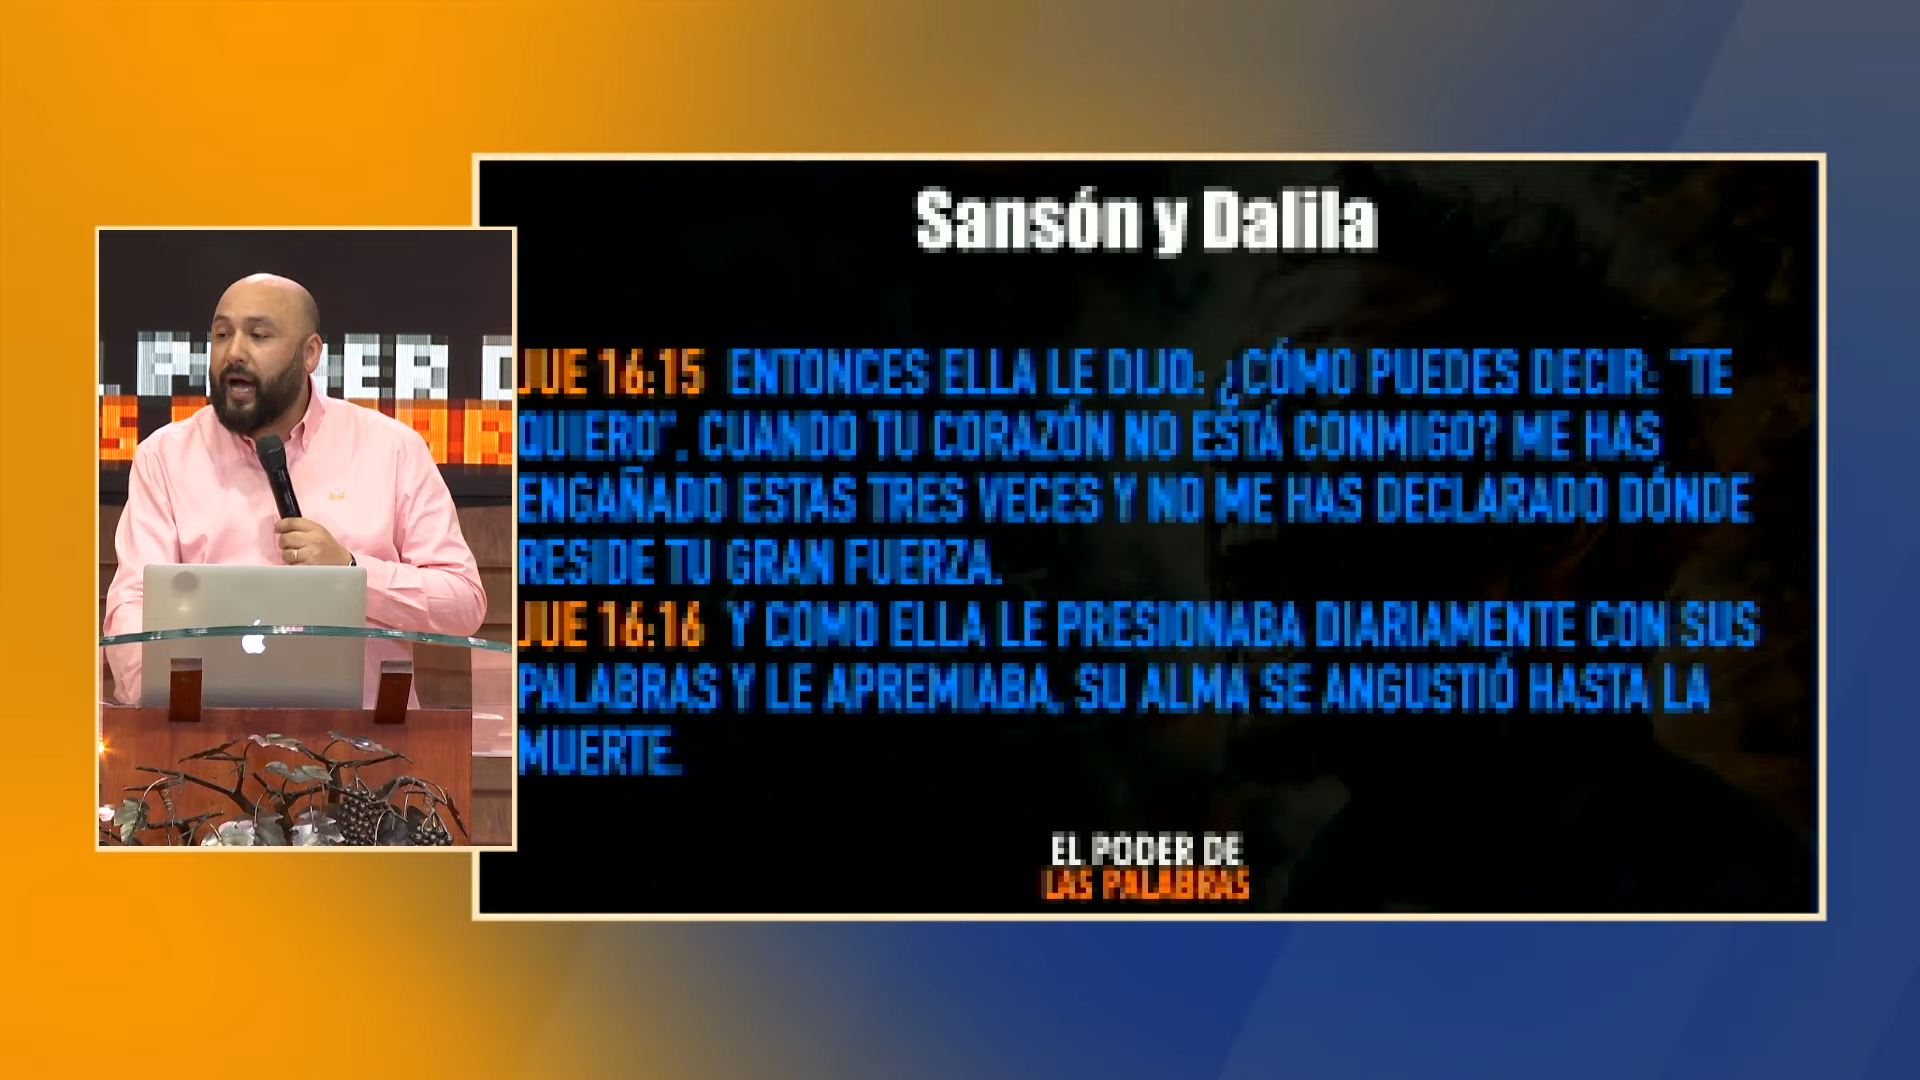 Sansón y Dalila
JUE 16:15 ENTONCES ELLA LE DIJO: ¿CÓMO PUEDES DECIR: "TE
QUIERO", CUANDO TU CORAZÓN NO ESTÁ CONMIGO? ME HAS
ENGAÑADO ESTAS TRES VECES Y NO ME HAS DECLARADO DÓNDE
RESIDE TU GRAN FUERZA.
JUE 16:16 Y COMO ELLA LE PRESIONABA DIARIAMENTE CON SUS
PALABRAS Y LE APREMIABA, SU ALMA SE ANGUSTIÓ HASTA LA
MUERTE.
EL PODER DE
LAS PALABRAS